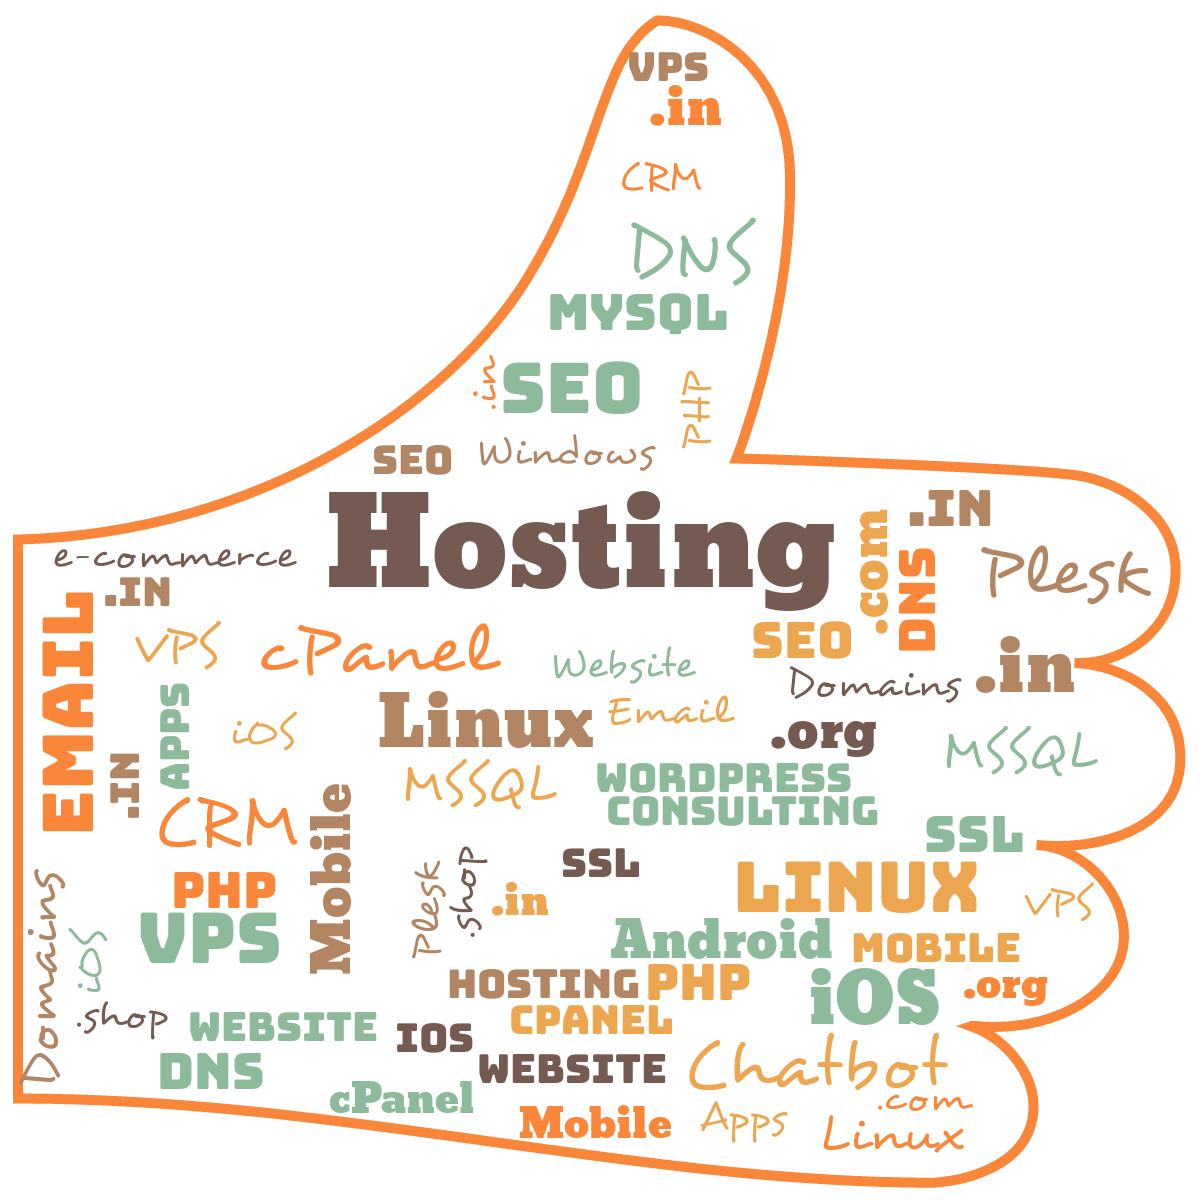 VPS
.in
CRM
DNS
MYSQL
.in
SEO
PHP
SEO
Windows
Hosting
.com
.IN
DNS
Plesk
e-commerce
.IN
EMAIL
VPS
cPanel
Website
SEO
.in
Domains
APPS
iOS
Linux
Email
.org
MSSQL
.IN
MSSQL
WORDPRESS
CONSULTING
CRM
Mobile
SSL
SSL
PHP
Plesk
.shop
.in
LINUX
VPS
Domains
iOS
VPS
Android
MOBILE
HOSTING
PHP
iOS
.org
.shop
WEBSITE
IOS
CPANEL
DNS
WEBSITE
Chatbot
cPanel
.com
Mobile
Apps
Linux